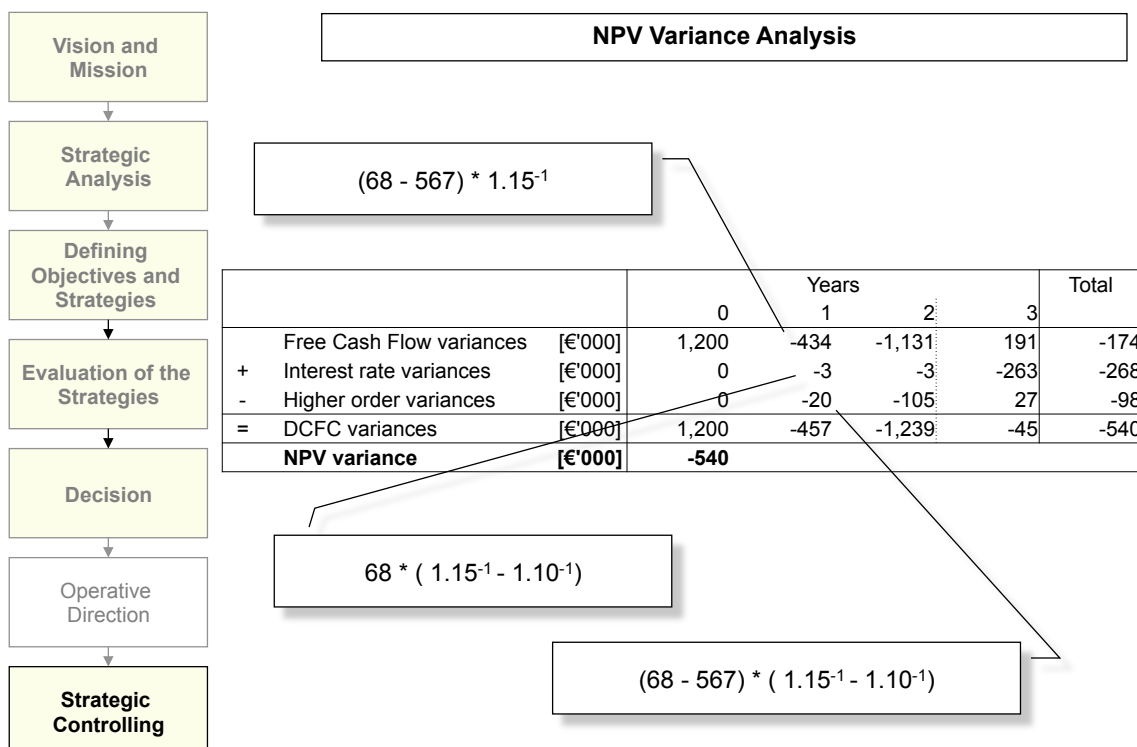 Vision and
Mission
Strategic
Analysis
Defining
Objectives and
Strategies
Evaluation of the
Strategies
Decision
Operative
Direction
Strategic
Controlling
NPV Variance Analysis
(68 - 567) * 1.15⁻¹
Years Total
0 1 2 3
Free Cash Flow variances [€'000] 1,200 -434 -1,131 191 -174
+ Interest rate variances [€'000] 0 -3 -3 -263 -268
- Higher order variances [€'000] 0 -20 -105 27 -98
= DCFC variances [€'000] 1,200 -457 -1,239 -45 -540
NPV variance [€'000] -540
68 * ( 1.15⁻¹ - 1.10⁻¹)
(68 - 567) * ( 1.15⁻¹ - 1.10⁻¹)